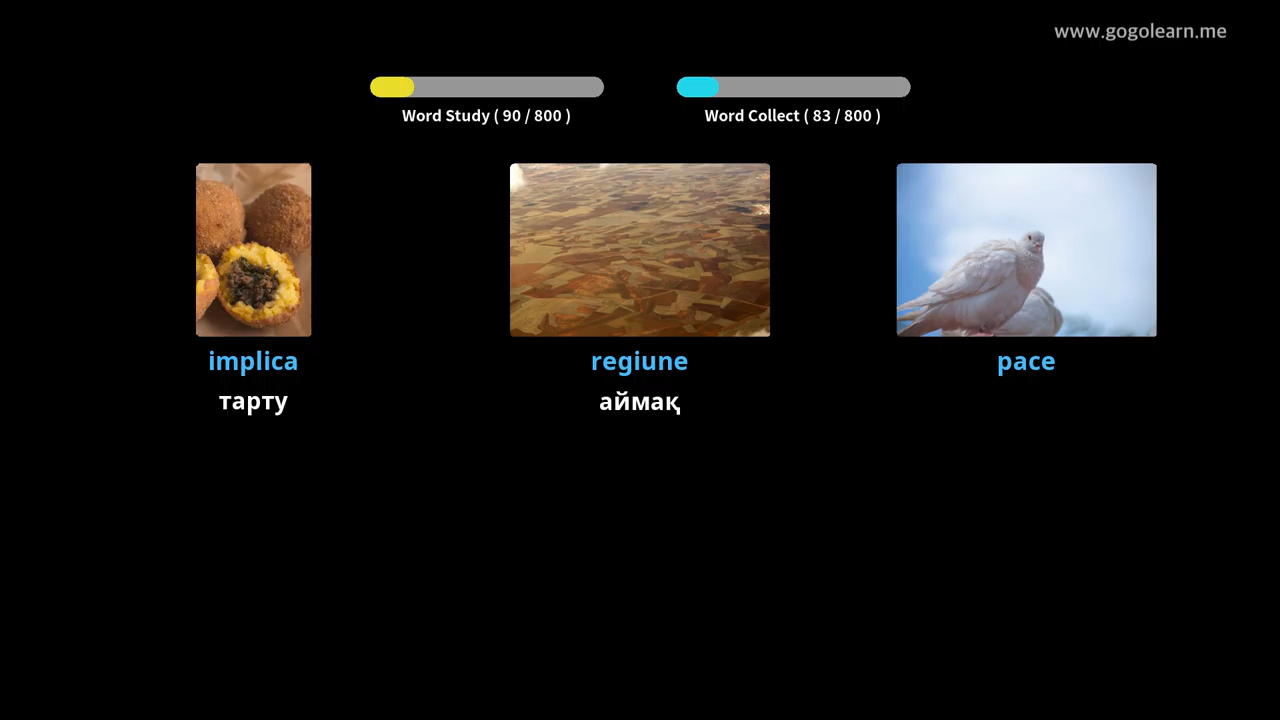 www.gogolearn.me
Word Study ( 90 / 800 )
Word Collect ( 83 / 800 )
implica
regiune
pace
тарту
аймақ